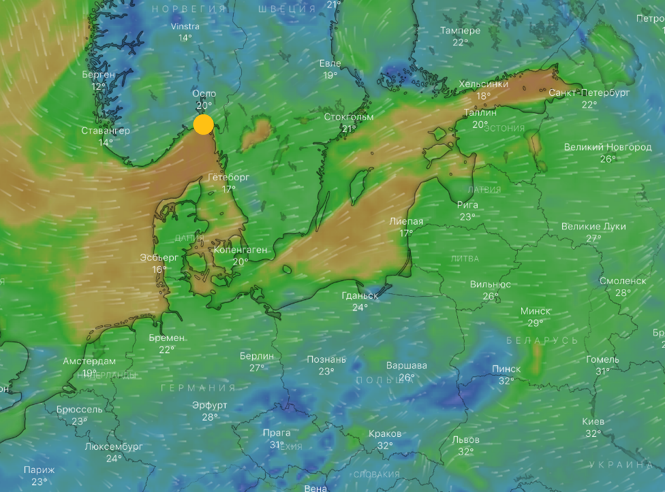 НОРВЕГИЯ
ШВЕЦИЯ
21°
Петро
Vinstra
14°
Тампере
22°
Евле
19°
Берген
12°
Хельсинки
18°
Осло
20°
Санкт-Петербург
22°
Стокгольм
21°
Таллин
20°
ЭСТОНИЯ
Ставангер
14°
Великий Новгород
26°
Гётеборг
17°
ЛАТВИЯ
Рига
23°
Лиепая
17°
Великие Луки
27°
ДАНИЯ
Копенгаген
20°
Эсбьерг
16°
ЛИТВА
Вильнюс
26°
Смоленск
28°
Гданьск
24°
Минск
29°
Бремен
22°
БЕЛАРУСЬ
Берлин
27°
Познань
23°
Варшава
26°
Амстердам
19°
НИДЕРЛАНДЫ
Пинск
32°
Гомель
31°
ПОЛЬША
ГЕРМАНИЯ
Брюссель
23°
Эрфурт
28°
Киев
32°
Прага
31°
ЧЕХИЯ
Краков
32°
Львов
32°
Люксембург
24°
Париж
23°
УКРАИНА
СЛОВАКИЯ
Вена